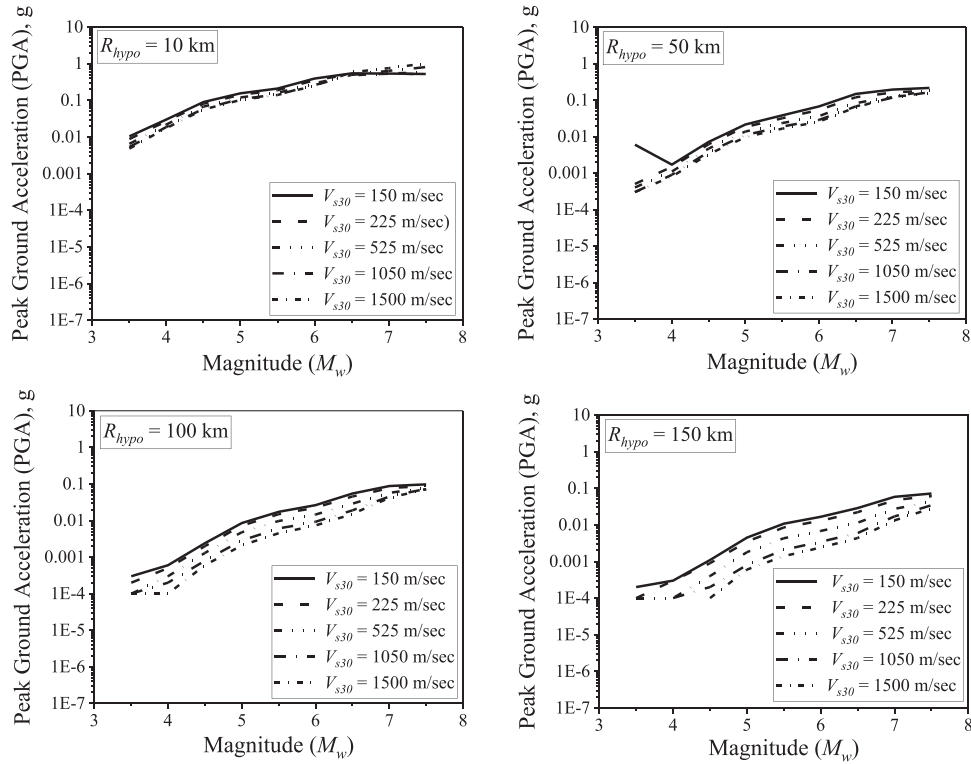 Peak Ground Acceleration (PGA), g
10
1
0.1
0.01
0.001
1E-4
1E-5
1E-6
1E-7
R_hypo = 10 km
V_s30 = 150 m/sec
V_s30 = 225 m/sec)
V_s30 = 525 m/sec
V_s30 = 1050 m/sec
V_s30 = 1500 m/sec
3 4 5 6 7 8
Magnitude (M_w)
Peak Ground Acceleration (PGA), g
10
1
0.1
0.01
0.001
1E-4
1E-5
1E-6
1E-7
R_hypo = 50 km
V_s30 = 150 m/sec
V_s30 = 225 m/sec
V_s30 = 525 m/sec
V_s30 = 1050 m/sec
V_s30 = 1500 m/sec
3 4 5 6 7 8
Magnitude (M_w)
Peak Ground Acceleration (PGA), g
10
1
0.1
0.01
0.001
1E-4
1E-5
1E-6
1E-7
R_hypo = 100 km
V_s30 = 150 m/sec
V_s30 = 225 m/sec
V_s30 = 525 m/sec
V_s30 = 1050 m/sec
V_s30 = 1500 m/sec
3 4 5 6 7 8
Magnitude (M_w)
Peak Ground Acceleration (PGA), g
10
1
0.1
0.01
0.001
1E-4
1E-5
1E-6
1E-7
R_hypo = 150 km
V_s30 = 150 m/sec
V_s30 = 225 m/sec
V_s30 = 525 m/sec
V_s30 = 1050 m/sec
V_s30 = 1500 m/sec
3 4 5 6 7 8
Magnitude (M_w)